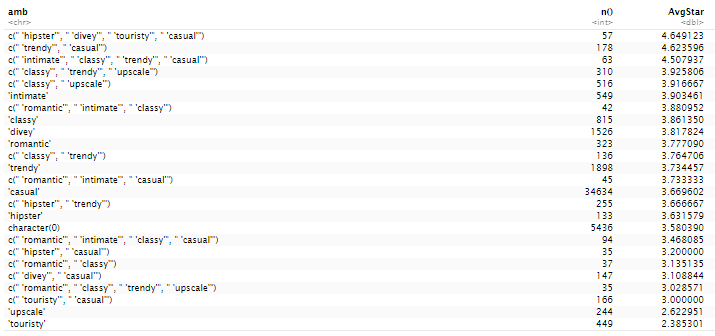 amb n() AvgStar
<chr> <int> <dbl>
c(" 'hipster'", " 'divey'", " 'touristy'", " 'casual'") 57 4.649123
c(" 'trendy'", " 'casual'") 178 4.623596
c(" 'intimate'", " 'classy'", " 'trendy'", " 'casual'") 63 4.507937
c(" 'classy'", " 'trendy'", " 'upscale'") 310 3.925806
c(" 'classy'", " 'upscale'") 516 3.916667
'intimate' 549 3.903461
c(" 'romantic'", " 'intimate'", " 'classy'") 42 3.880952
'classy' 815 3.861350
'divey' 1526 3.817824
'romantic' 323 3.777090
c(" 'classy'", " 'trendy'") 136 3.764706
'trendy' 1898 3.734457
c(" 'romantic'", " 'intimate'", " 'casual'") 45 3.733333
'casual' 34634 3.669602
c(" 'hipster'", " 'trendy'") 255 3.666667
'hipster' 133 3.631579
character(0) 5436 3.580390
c(" 'romantic'", " 'intimate'", " 'classy'", " 'casual'") 94 3.468085
c(" 'hipster'", " 'casual'") 35 3.200000
c(" 'romantic'", " 'classy'") 37 3.135135
c(" 'divey'", " 'casual'") 147 3.108844
c(" 'romantic'", " 'classy'", " 'trendy'", " 'upscale'") 35 3.028571
c(" 'touristy'", " 'casual'") 166 3.000000
'upscale' 244 2.622951
'touristy' 449 2.385301